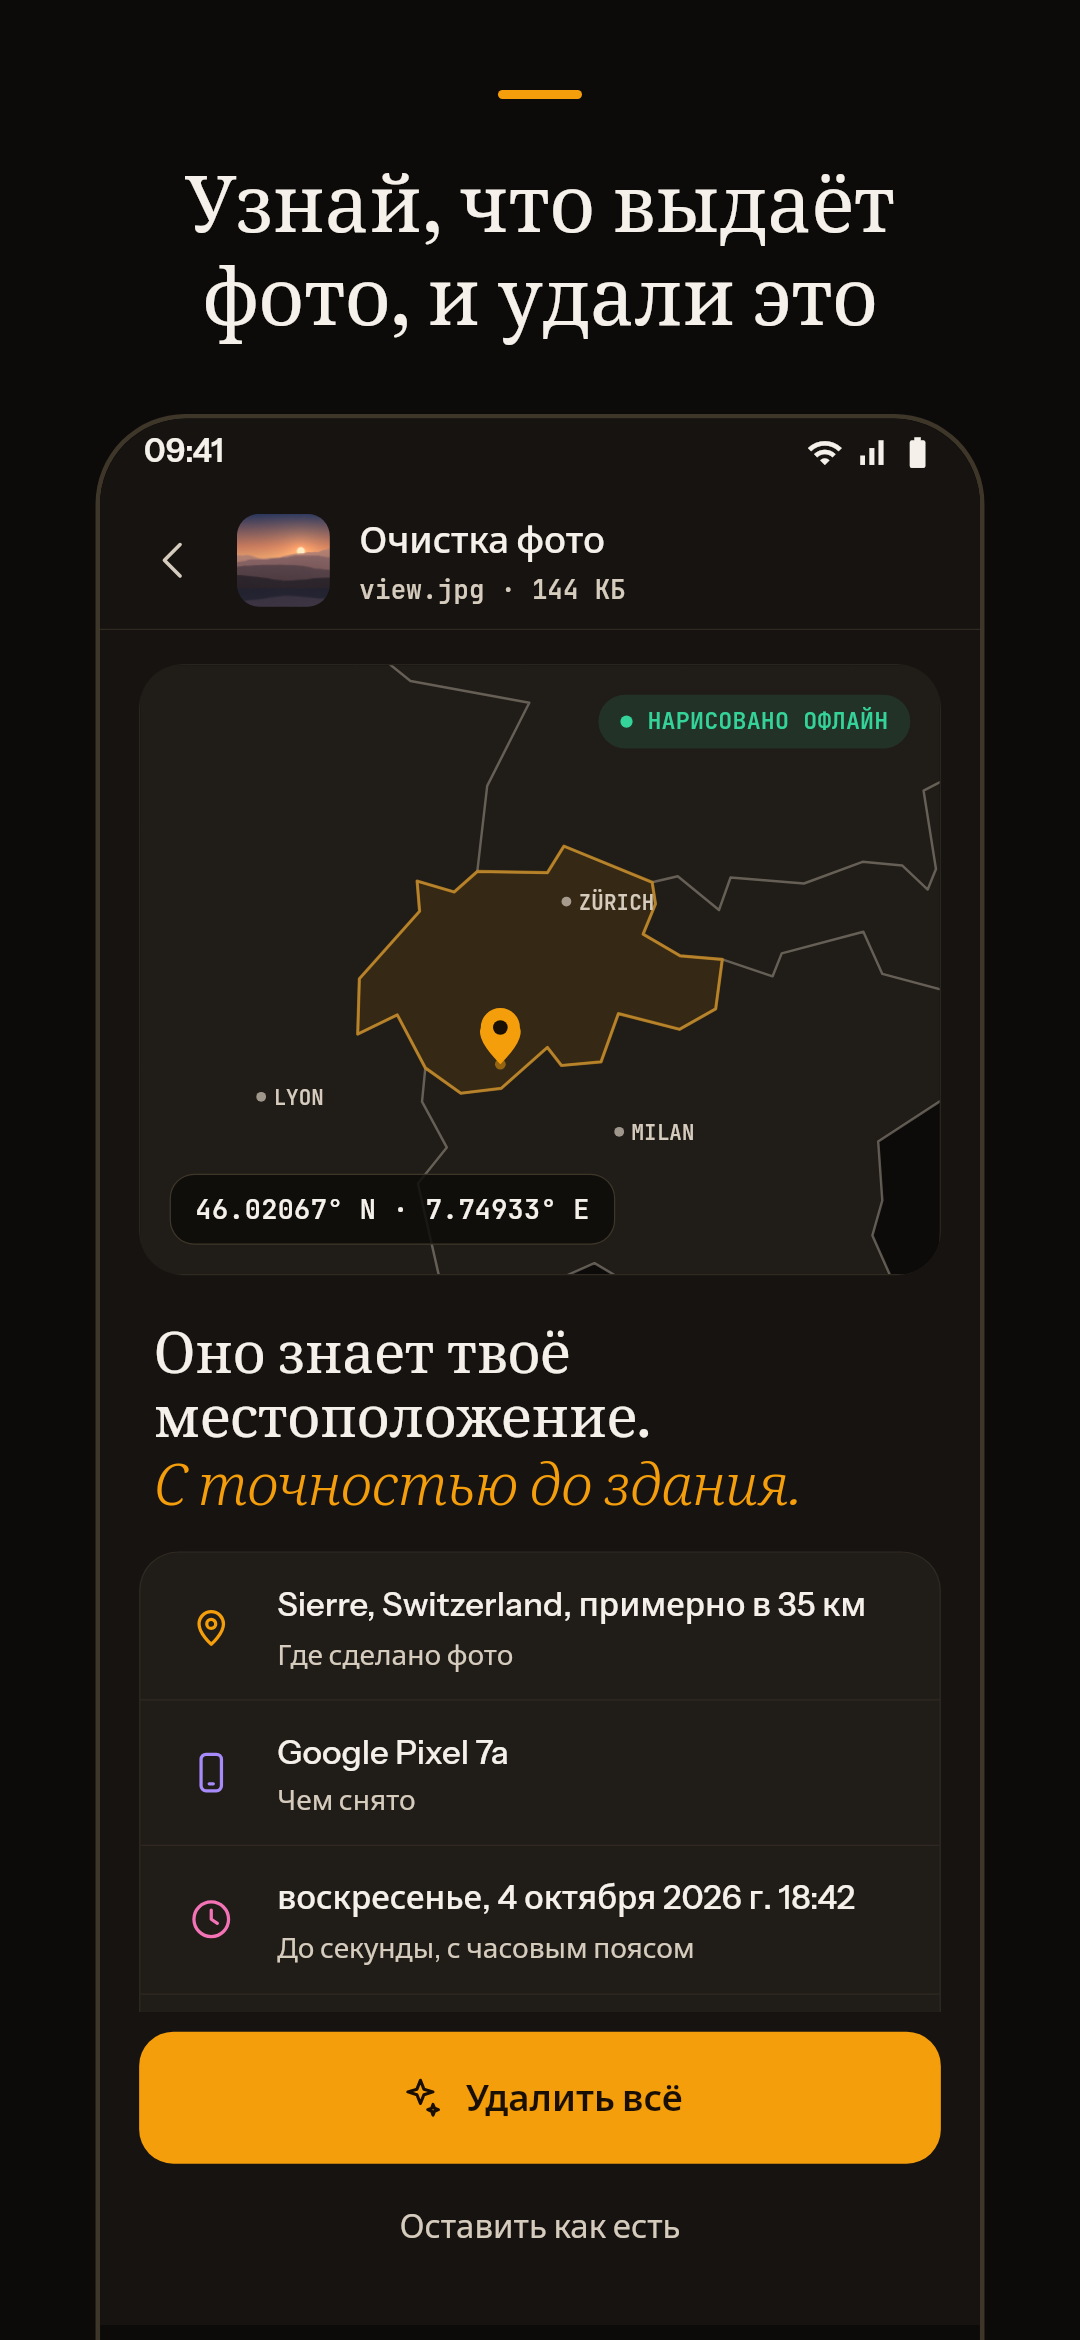 Узнай, что выдаёт
фото, и удали это
09:41
Очистка фото
view.jpg · 144 КБ
НАРИСОВАНО ОФЛАЙН
ZÜRICH
LYON
MILAN
46.02067° N · 7.74933° E
Оно знает твоё
местоположение.
С точностью до здания.
Sierre, Switzerland, примерно в 35 км
Где сделано фото
Google Pixel 7a
Чем снято
воскресенье, 4 октября 2026 г. 18:42
До секунды, с часовым поясом
Удалить всё
Оставить как есть